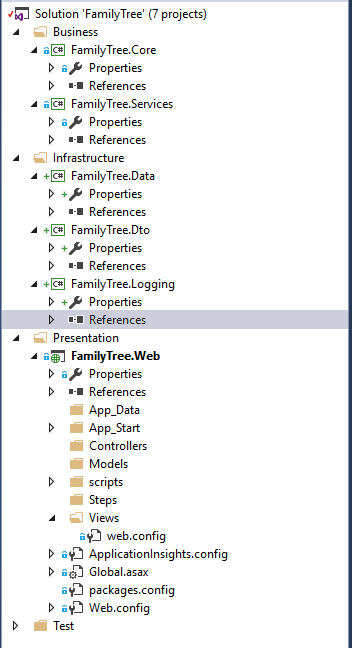 Solution 'FamilyTree' (7 projects)
Business
C# FamilyTree.Core
Properties
References
C# FamilyTree.Services
Properties
References
Infrastructure
C# FamilyTree.Data
Properties
References
C# FamilyTree.Dto
Properties
References
C# FamilyTree.Logging
Properties
References
Presentation
FamilyTree.Web
Properties
References
App_Data
App_Start
Controllers
Models
scripts
Steps
Views
web.config
ApplicationInsights.config
Global.asax
packages.config
Web.config
Test